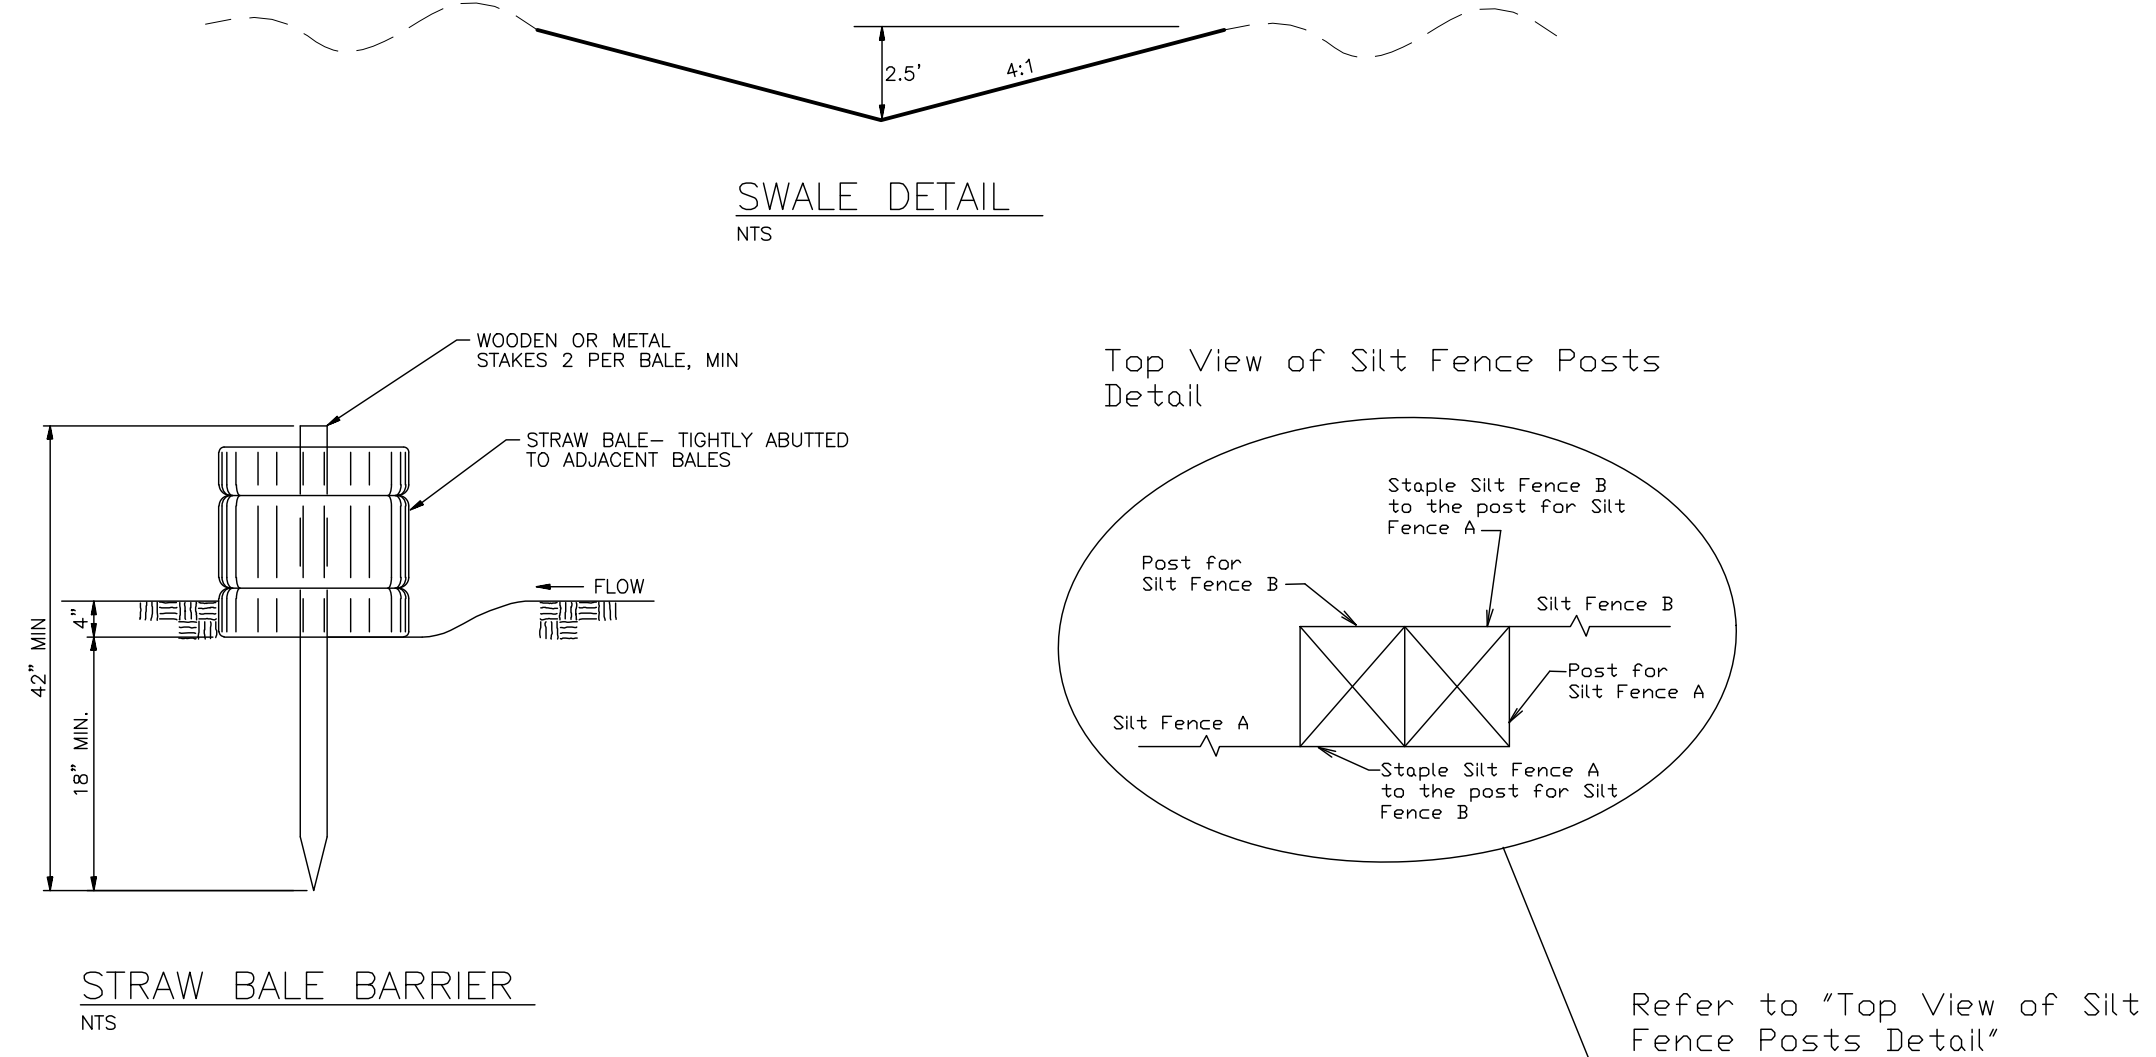 2.5'
4:1
SWALE DETAIL
NTS
WOODEN OR METAL
STAKES 2 PER BALE, MIN
STRAW BALE– TIGHTLY ABUTTED
TO ADJACENT BALES
FLOW
4"
42" MIN
18" MIN.
STRAW BALE BARRIER
NTS
Top View of Silt Fence Posts
Detail
Staple Silt Fence B
to the post for Silt
Fence A
Post for
Silt Fence B
Silt Fence B
Post for
Silt Fence A
Silt Fence A
Staple Silt Fence A
to the post for Silt
Fence B
Refer to "Top View of Silt
Fence Posts Detail"